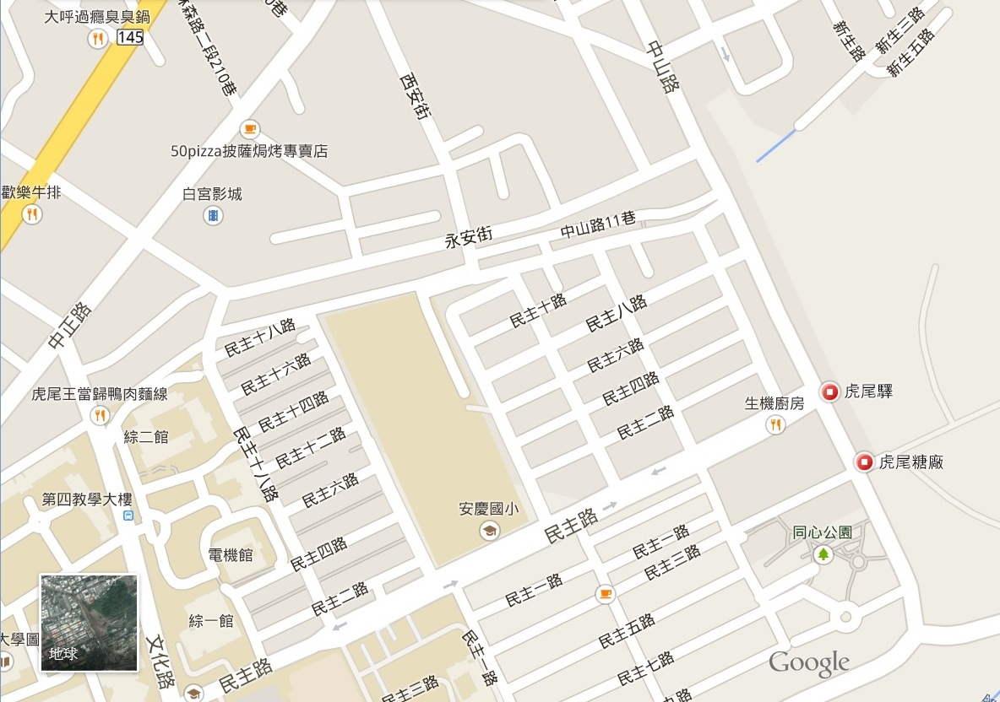 大呼過癮臭臭鍋
145
林森路二段210巷
0巷
西安街
中山路
新生路
新生三路
新生五路
50pizza披薩焗烤專賣店
歡樂牛排
白宮影城
永安街
中山路11巷
中正路
民主十八路
民主十路
民主八路
民主十六路
民主六路
虎尾王當歸鴨肉麵線
民主十四路
民主四路
虎尾驛
生機廚房
綜二館
民主十八路
民主十二路
民主二路
虎尾糖廠
第四教學大樓
民主六路
安慶國小
民主路
同心公園
民主一路
電機館
民主四路
民主三路
民主一路
民主二路
綜一館
民主五路
大學圖
地球
文化路
民主路
民主一路
民主七路
Google
民主三路